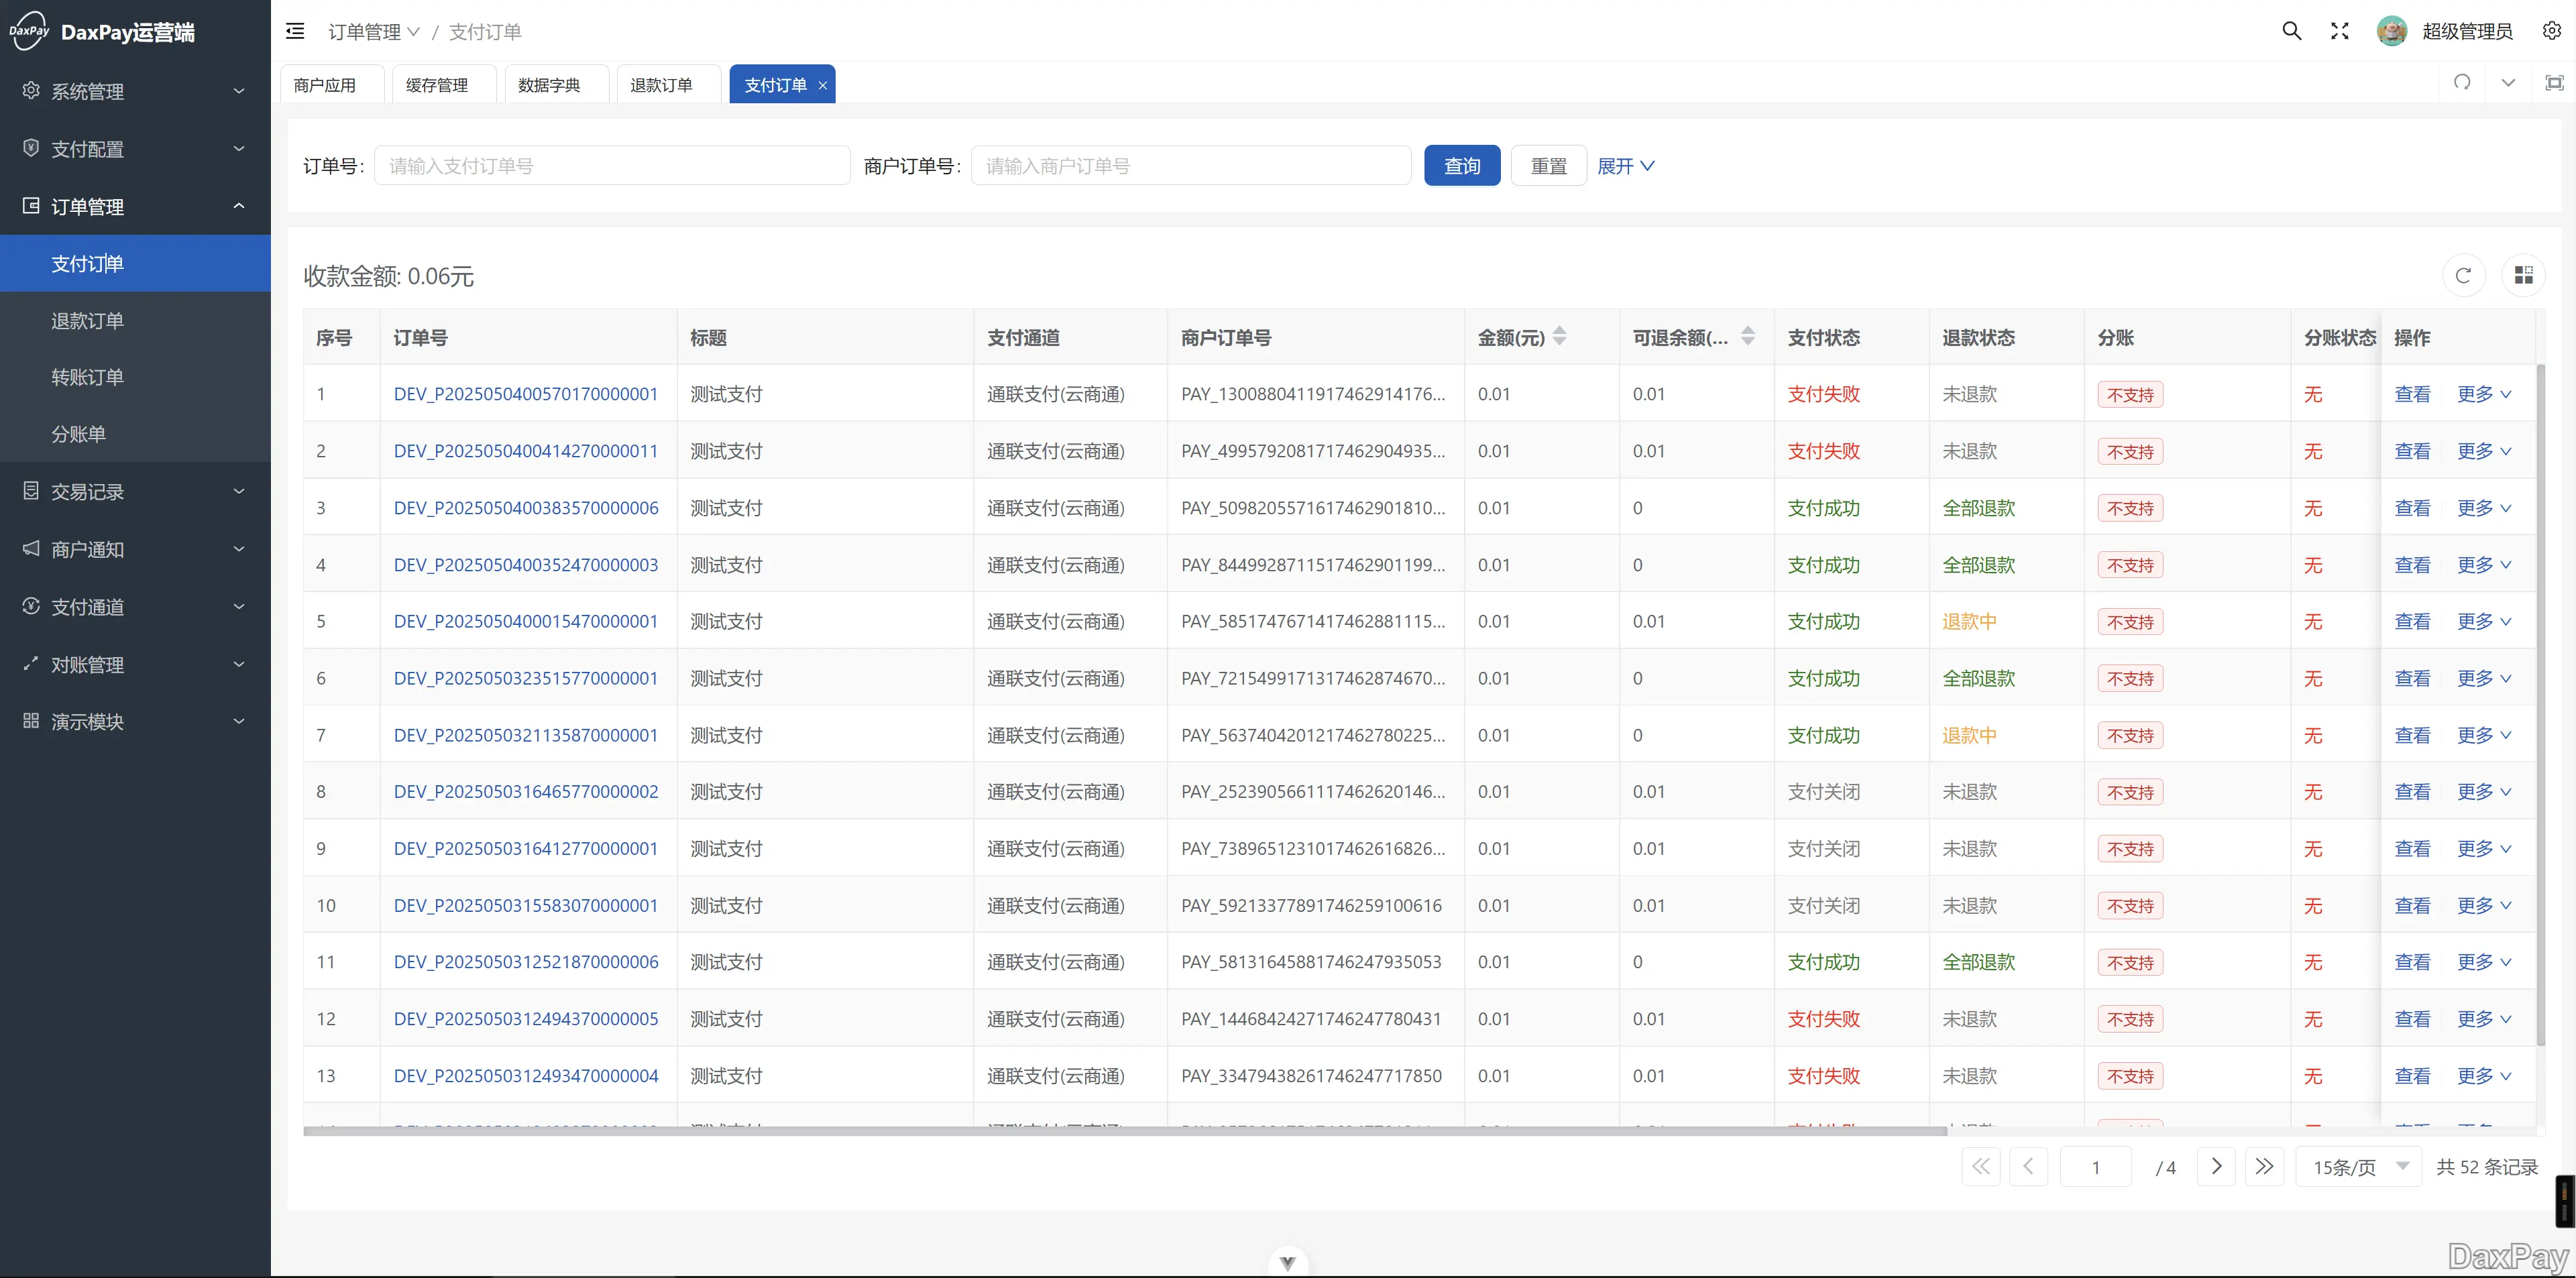 DaxPay DaxPay运营端
系统管理
支付配置
订单管理
支付订单
退款订单
转账订单
分账单
交易记录
商户通知
支付通道
对账管理
演示模块
订单管理 / 支付订单
超级管理员
商户应用 缓存管理 数据字典 退款订单 支付订单 ×
订单号: 请输入支付订单号 商户订单号: 请输入商户订单号 查询 重置 展开
收款金额: 0.06元
序号 订单号 标题 支付通道 商户订单号 金额(元) 可退余额(... 支付状态 退款状态 分账 分账状态 操作
1 DEV_P2025050400570170000001 测试支付 通联支付(云商通) PAY_1300880411917462914176... 0.01 0.01 支付失败 未退款 不支持 无 查看 更多
2 DEV_P2025050400414270000011 测试支付 通联支付(云商通) PAY_4995792081717462904935... 0.01 0.01 支付失败 未退款 不支持 无 查看 更多
3 DEV_P2025050400383570000006 测试支付 通联支付(云商通) PAY_5098205571617462901810... 0.01 0 支付成功 全部退款 不支持 无 查看 更多
4 DEV_P2025050400352470000003 测试支付 通联支付(云商通) PAY_8449928711517462901199... 0.01 0 支付成功 全部退款 不支持 无 查看 更多
5 DEV_P2025050400015470000001 测试支付 通联支付(云商通) PAY_5851747671417462881115... 0.01 0.01 支付成功 退款中 不支持 无 查看 更多
6 DEV_P2025050323515770000001 测试支付 通联支付(云商通) PAY_7215499171317462874670... 0.01 0 支付成功 全部退款 不支持 无 查看 更多
7 DEV_P2025050321135870000001 测试支付 通联支付(云商通) PAY_5637404201217462780225... 0.01 0 支付成功 退款中 不支持 无 查看 更多
8 DEV_P2025050316465770000002 测试支付 通联支付(云商通) PAY_2523905661117462620146... 0.01 0.01 支付关闭 未退款 不支持 无 查看 更多
9 DEV_P2025050316412770000001 测试支付 通联支付(云商通) PAY_7389651231017462616826... 0.01 0.01 支付关闭 未退款 不支持 无 查看 更多
10 DEV_P2025050315583070000001 测试支付 通联支付(云商通) PAY_59213377891746259100616 0.01 0.01 支付关闭 未退款 不支持 无 查看 更多
11 DEV_P2025050312521870000006 测试支付 通联支付(云商通) PAY_58131645881746247935053 0.01 0 支付成功 全部退款 不支持 无 查看 更多
12 DEV_P2025050312494370000005 测试支付 通联支付(云商通) PAY_14468424271746247780431 0.01 0.01 支付失败 未退款 不支持 无 查看 更多
13 DEV_P2025050312493470000004 测试支付 通联支付(云商通) PAY_33479438261746247717850 0.01 0.01 支付失败 未退款 不支持 无 查看 更多
1 / 4 15条/页 共 52 条记录
DaxPay